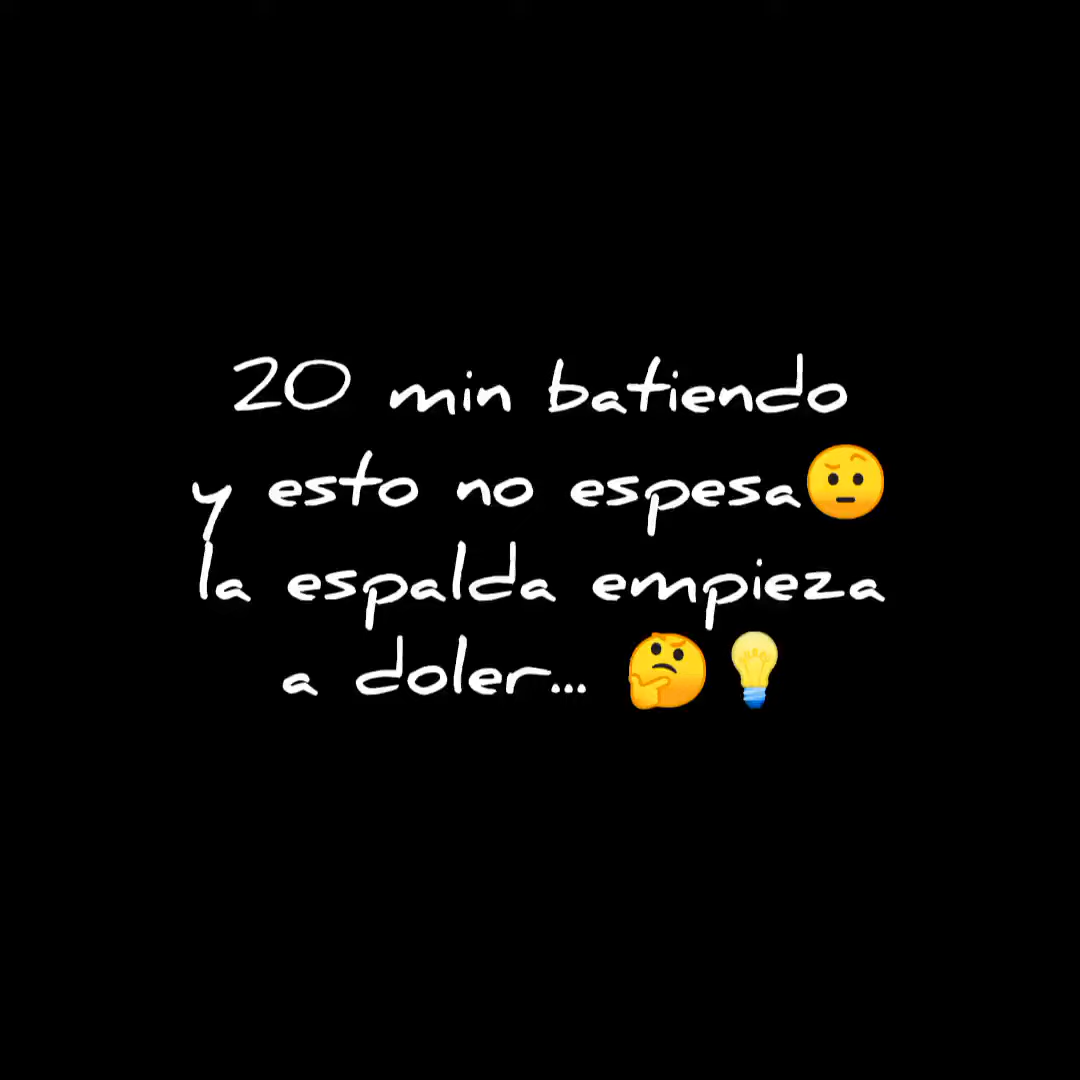 20 min batiendo
y esto no espesa🤨
la espalda empieza
a doler... 🤔💡